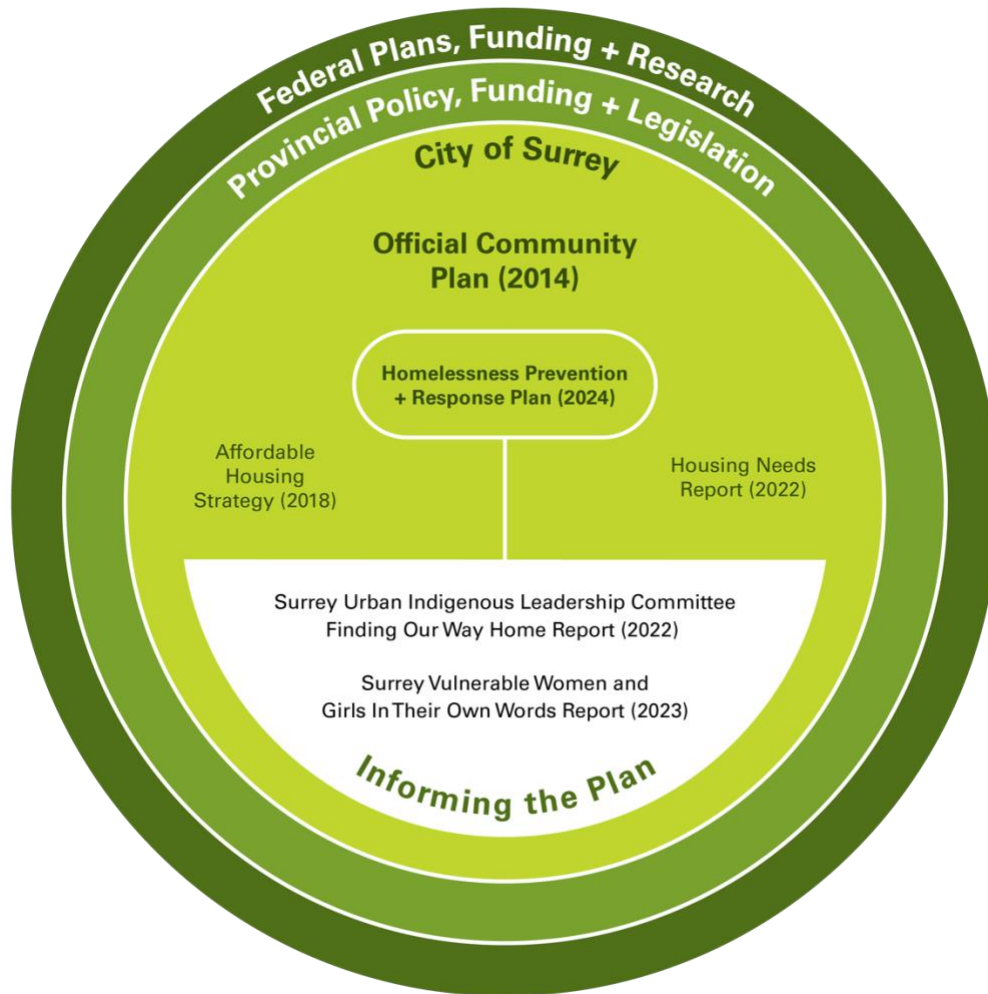 Federal Plans, Funding + Research
Provincial Policy, Funding + Legislation
City of Surrey
Official Community
Plan (2014)
Homelessness Prevention
+ Response Plan (2024)
Affordable
Housing
Strategy (2018)
Housing Needs
Report (2022)
Surrey Urban Indigenous Leadership Committee
Finding Our Way Home Report (2022)
Surrey Vulnerable Women and
Girls In Their Own Words Report (2023)
Informing the Plan